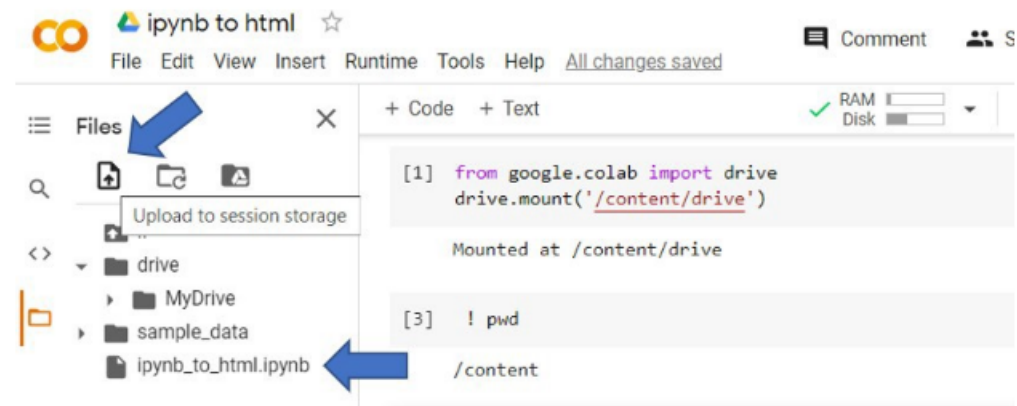 CO ipynb to html
Comment S
File Edit View Insert Runtime Tools Help All changes saved
Files
+ Code + Text
RAM
Disk
[1] from google.colab import drive
drive.mount('/content/drive')
Upload to session storage
..
Mounted at /content/drive
drive
MyDrive
[3] ! pwd
sample_data
ipynb_to_html.ipynb
/content